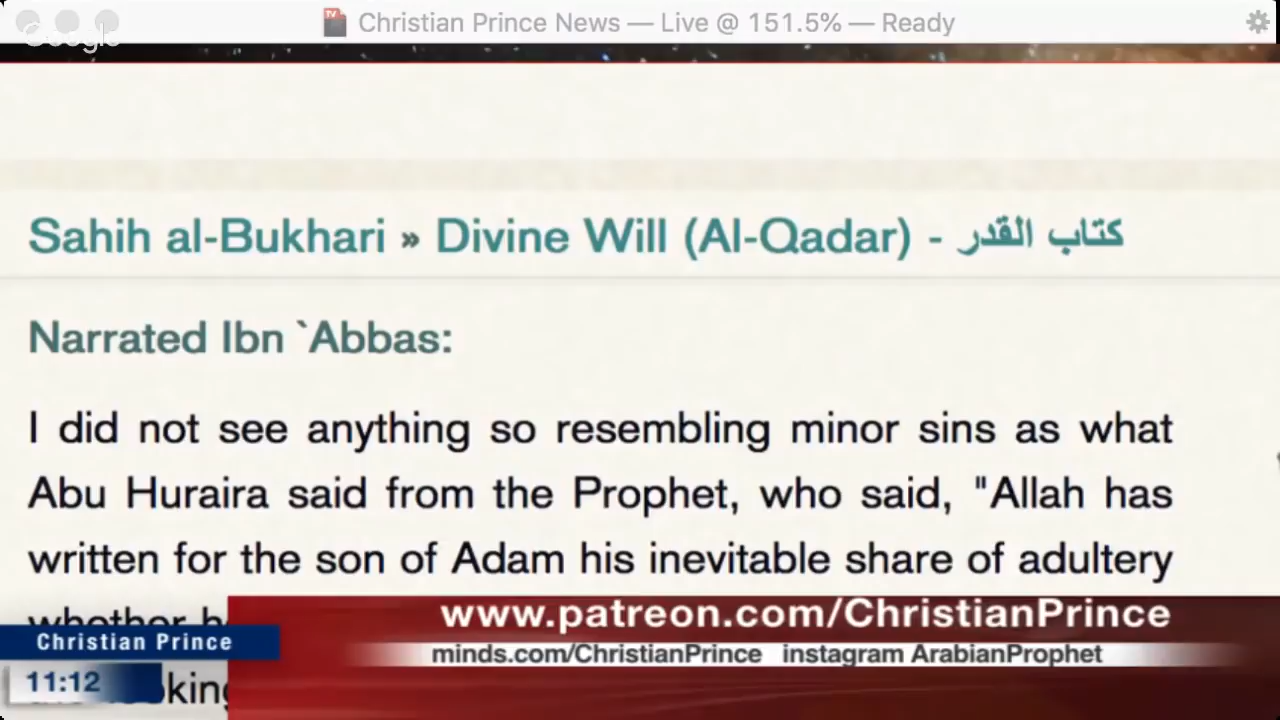 Christian Prince News — Live @ 151.5% — Ready
Google
Sahih al-Bukhari » Divine Will (Al-Qadar) - كتاب القدر
Narrated Ibn `Abbas:
I did not see anything so resembling minor sins as what
Abu Huraira said from the Prophet, who said, "Allah has
written for the son of Adam his inevitable share of adultery
whether
www.patreon.com/ChristianPrince
Christian Prince
minds.com/ChristianPrince instagram ArabianProphet
11:12